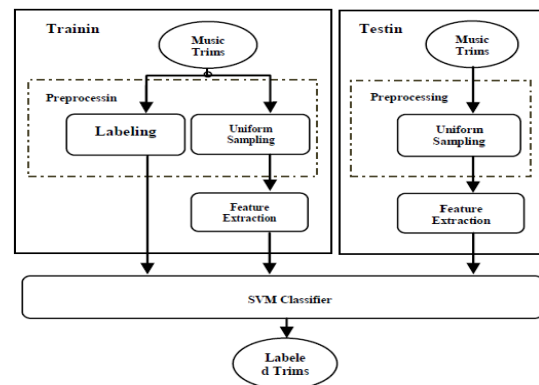 Trainin
Music
Trims
Preprocessin
Labeling
Uniform
Sampling
Feature
Extraction
Testin
Music
Trims
Preprocessing
Uniform
Sampling
Feature
Extraction
SVM Classifier
Labele
d Trims